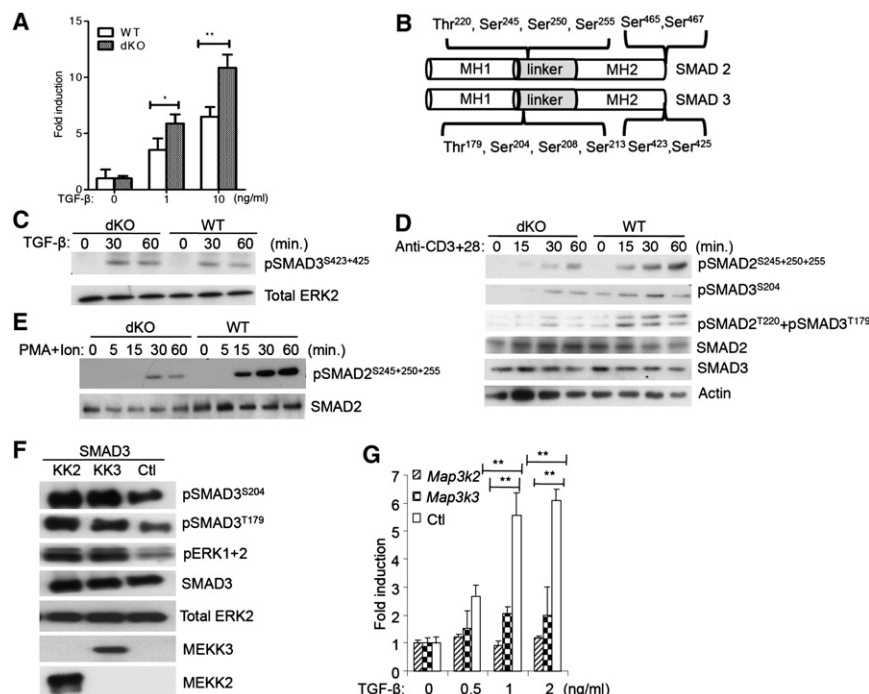 A
WT
dKO
**
*
Fold induction
15
10
5
0
TGF-β: 0 1 10 (ng/ml)
B
Thr220, Ser245, Ser250, Ser255 Ser465,Ser467
MH1 linker MH2 SMAD 2
MH1 linker MH2 SMAD 3
Thr179, Ser204, Ser208, Ser213 Ser423,Ser425
C
dKO WT
TGF-β: 0 30 60 0 30 60 (min.)
pSMAD3S423+425
Total ERK2
D
dKO WT
Anti-CD3+28: 0 15 30 60 0 15 30 60 (min.)
pSMAD2S245+250+255
pSMAD3S204
pSMAD2T220+pSMAD3T179
SMAD2
SMAD3
Actin
E
dKO WT
PMA+Ion: 0 5 15 30 60 0 5 15 30 60 (min.)
pSMAD2S245+250+255
SMAD2
F
SMAD3
KK2 KK3 Ctl
pSMAD3S204
pSMAD3T179
pERK1+2
SMAD3
Total ERK2
MEKK3
MEKK2
G
Map3k2
Map3k3
Ctl
** **
** **
Fold induction
7
6
5
4
3
2
1
0
TGF-β: 0 0.5 1 2 (ng/ml)